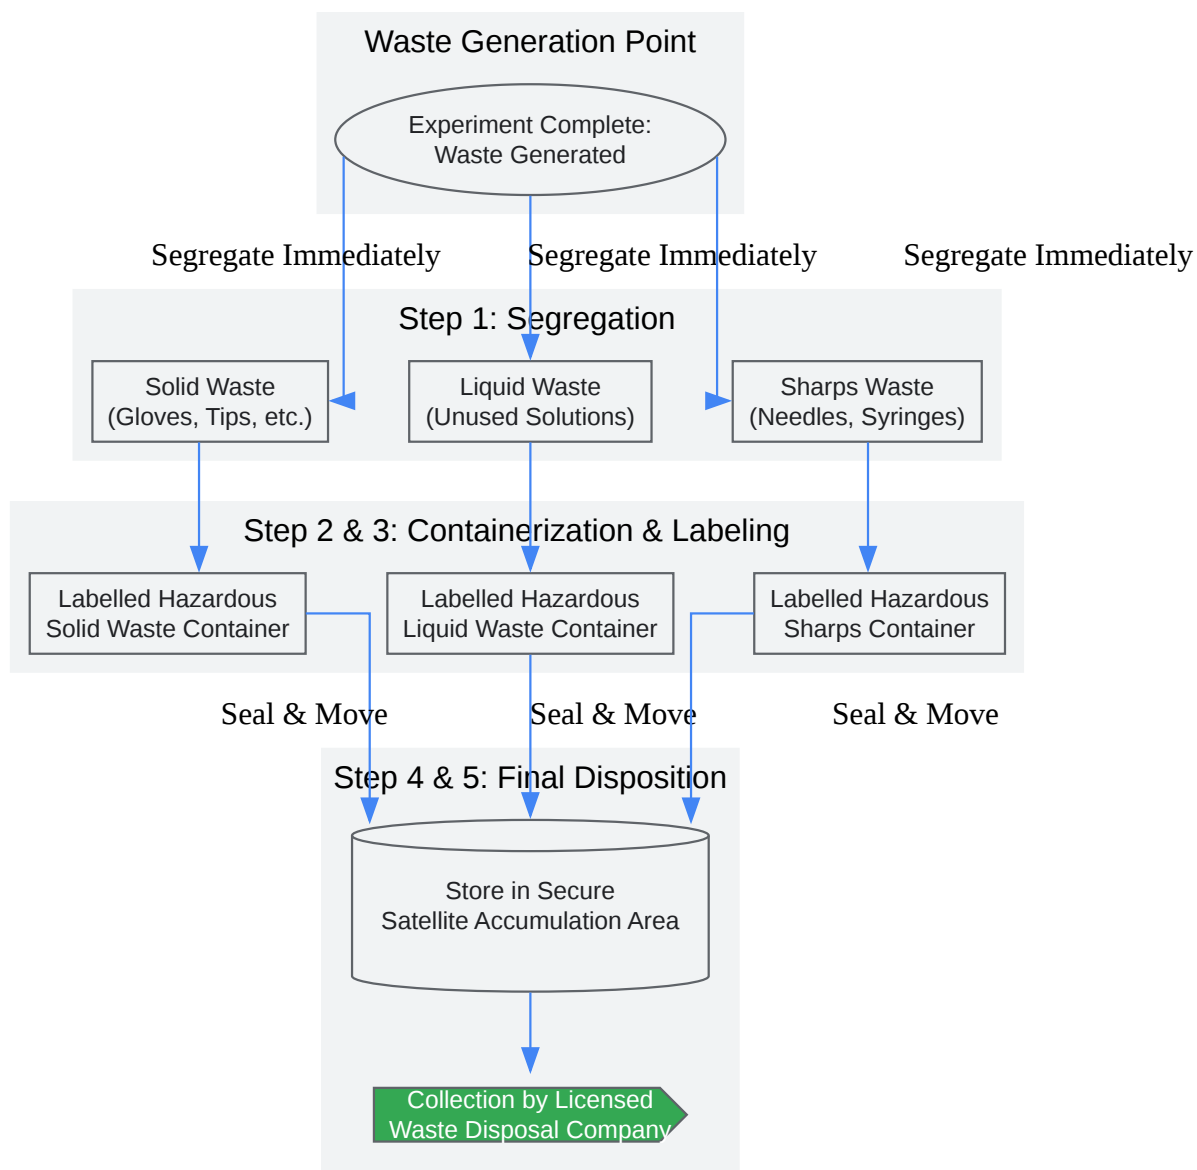 Waste Generation Point
Experiment Complete:
Waste Generated
Segregate Immediately
Segregate Immediately
Segregate Immediately
Step 1: Segregation
Solid Waste
(Gloves, Tips, etc.)
Liquid Waste
(Unused Solutions)
Sharps Waste
(Needles, Syringes)
Step 2 & 3: Containerization & Labeling
Labelled Hazardous
Solid Waste Container
Labelled Hazardous
Liquid Waste Container
Labelled Hazardous
Sharps Container
Seal & Move
Seal & Move
Seal & Move
Step 4 & 5: Final Disposition
Store in Secure
Satellite Accumulation Area
Collection by Licensed
Waste Disposal Company